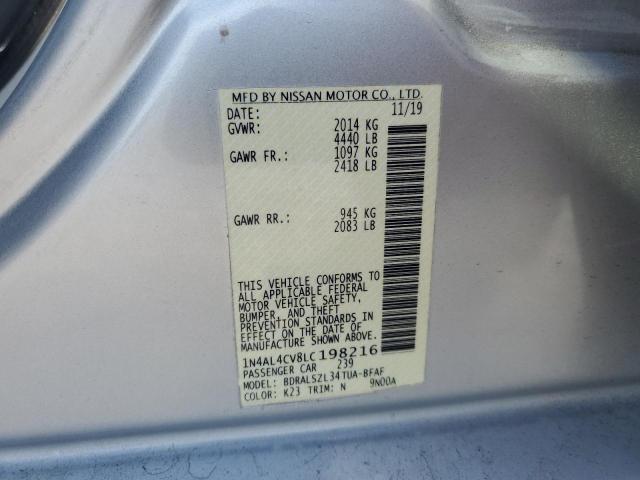 MFD BY NISSAN MOTOR CO., LTD.
DATE: 11/19
GVWR: 2014 KG
4440 LB
GAWR FR.: 1097 KG
2418 LB
GAWR RR.: 945 KG
2083 LB
THIS VEHICLE CONFORMS TO
ALL APPLICABLE FEDERAL
MOTOR VEHICLE SAFETY,
BUMPER, AND THEFT
PREVENTION STANDARDS IN
EFFECT ON THE DATE OF
MANUFACTURE SHOWN ABOVE.
1N4AL4CV8LC198216
PASSENGER CAR 239
MODEL: BDRALSZL34TUA-BFAF
COLOR: K23 TRIM: N 9N00A